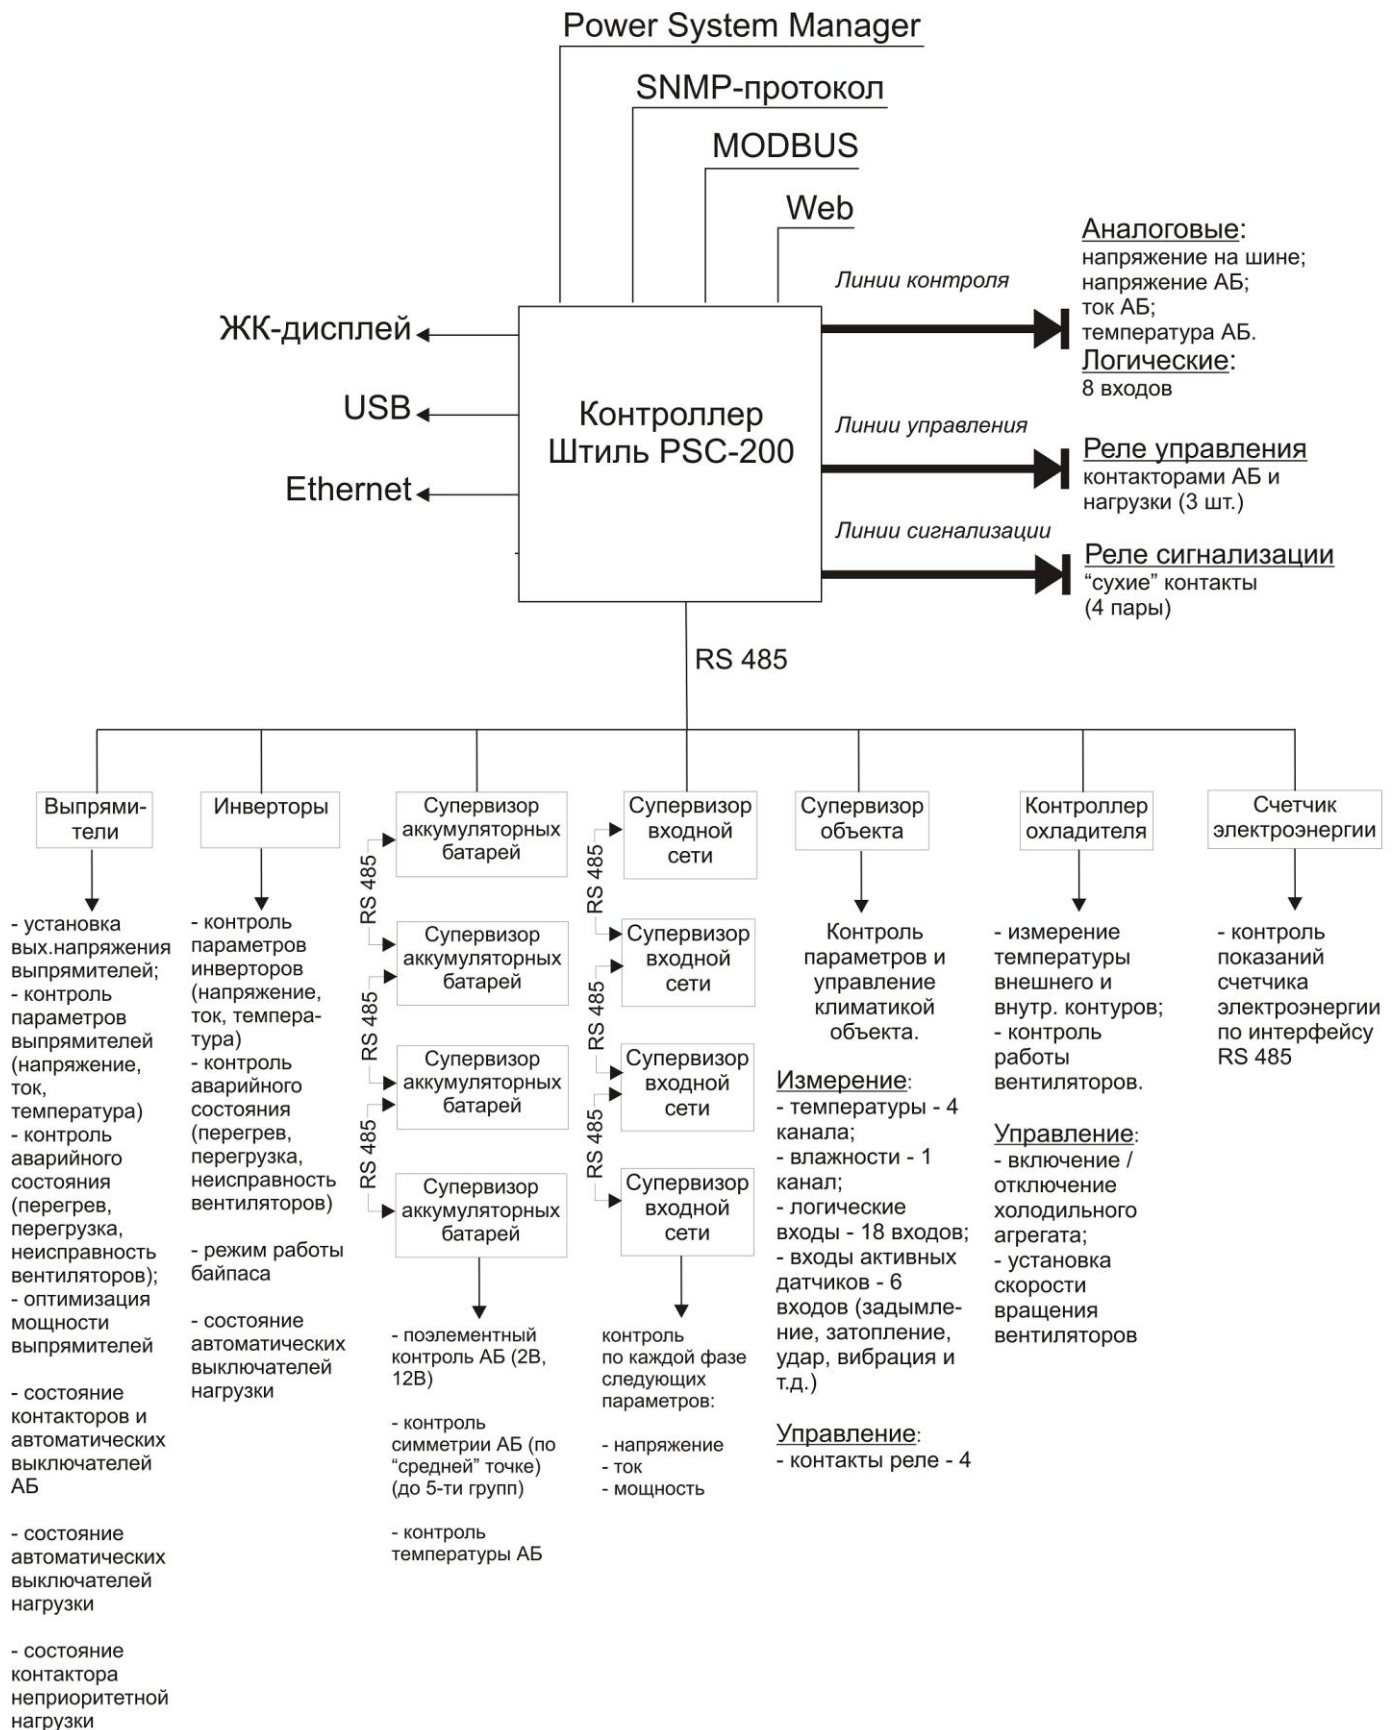 Power System Manager
SNMP-протокол
MODBUS
Web
Линии контроля
Аналоговые:
напряжение на шине;
напряжение АБ;
ток АБ;
температура АБ.
Логические:
8 входов
ЖК-дисплей
USB
Ethernet
Контроллер
Штиль PSC-200
Линии управления
Реле управления
контакторами АБ и
нагрузки (3 шт.)
Линии сигнализации
Реле сигнализации
“сухие” контакты
(4 пары)
RS 485
Выпрями-
тели
- установка
вых.напряжения
выпрямителей;
- контроль
параметров
выпрямителей
(напряжение,
ток,
температура)
- контроль
аварийного
состояния
(перегрев,
перегрузка,
неисправность
вентиляторов);
- оптимизация
мощности
выпрямителей
- состояние
контакторов и
автоматических
выключателей
АБ
- состояние
автоматических
выключателей
нагрузки
- состояние
контактора
неприоритетной
нагрузки
Инверторы
- контроль
параметров
инверторов
(напряжение,
ток, темпера-
тура)
- контроль
аварийного
состояния
(перегрев,
перегрузка,
неисправность
вентиляторов)
- режим работы
байпаса
- состояние
автоматических
выключателей
нагрузки
Супервизор
аккумуляторных
батарей
RS 485
Супервизор
аккумуляторных
батарей
RS 485
Супервизор
аккумуляторных
батарей
RS 485
Супервизор
аккумуляторных
батарей
- поэлементный
контроль АБ (2В,
12В)
- контроль
симметрии АБ (по
“средней” точке)
(до 5-ти групп)
- контроль
температуры АБ
Супервизор
входной
сети
RS 485
Супервизор
входной
сети
RS 485
Супервизор
входной
сети
RS 485
Супервизор
входной
сети
контроль
по каждой фазе
следующих
параметров:
- напряжение
- ток
- мощность
Супервизор
объекта
Контроль
параметров и
управление
климатикой
объекта.
Измерение:
- температуры - 4
канала;
- влажности - 1
канал;
- логические
входы - 18 входов;
- входы активных
датчиков - 6
входов (задымле-
ние, затопление,
удар, вибрация и
т.д.)
Управление:
- контакты реле - 4
Контроллер
охладителя
- измерение
температуры
внешнего и
внутр. контуров;
- контроль
работы
вентиляторов.
Управление:
- включение /
отключение
холодильного
агрегата;
- установка
скорости
вращения
вентиляторов
Счетчик
электроэнергии
- контроль
показаний
счетчика
электроэнергии
по интерфейсу
RS 485